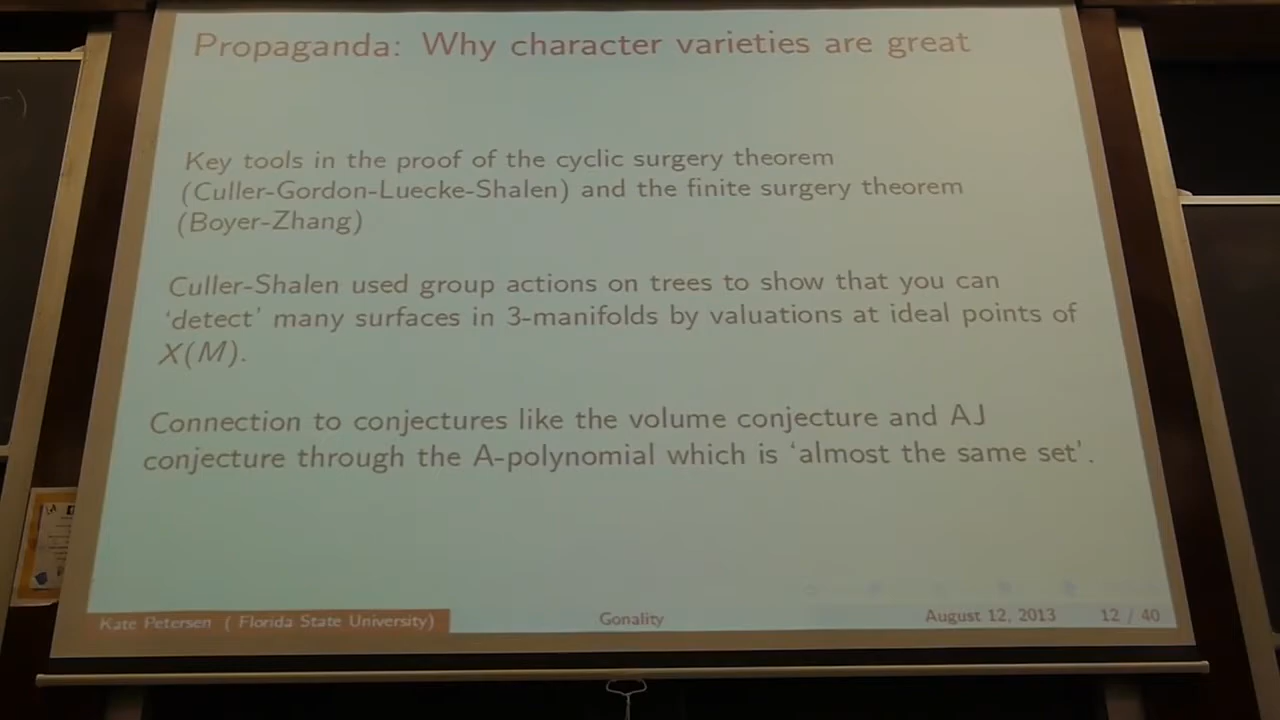 Propaganda: Why character varieties are great
Key tools in the proof of the cyclic surgery theorem
(Culler-Gordon-Luecke-Shalen) and the finite surgery theorem
(Boyer-Zhang)
Culler-Shalen used group actions on trees to show that you can
‘detect’ many surfaces in 3-manifolds by valuations at ideal points of
X(M).
Connection to conjectures like the volume conjecture and AJ
conjecture through the A-polynomial which is ‘almost the same set’.
Kate Petersen ( Florida State University)
Gonality
August 12, 2013
12 / 40